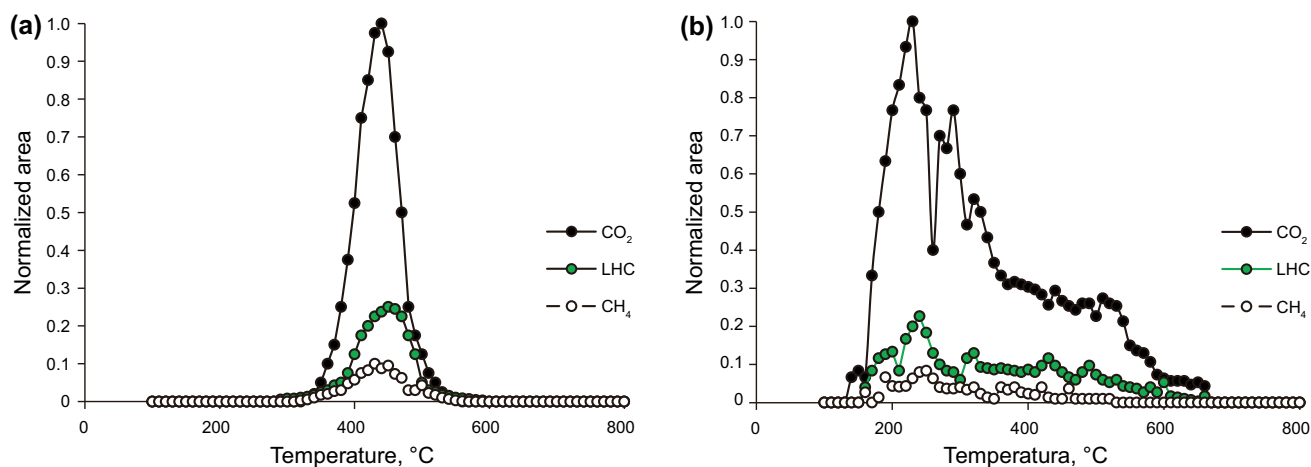 (a)
1.0
0.9
0.8
0.7
0.6
0.5
0.4
0.3
0.2
0.1
0
Normalized area
0
200
400
600
800
Temperature, °C
CO₂
LHC
CH₄
(b)
1.0
0.9
0.8
0.7
0.6
0.5
0.4
0.3
0.2
0.1
0
Normalized area
0
200
400
600
800
Temperatura, °C
CO₂
LHC
CH₄